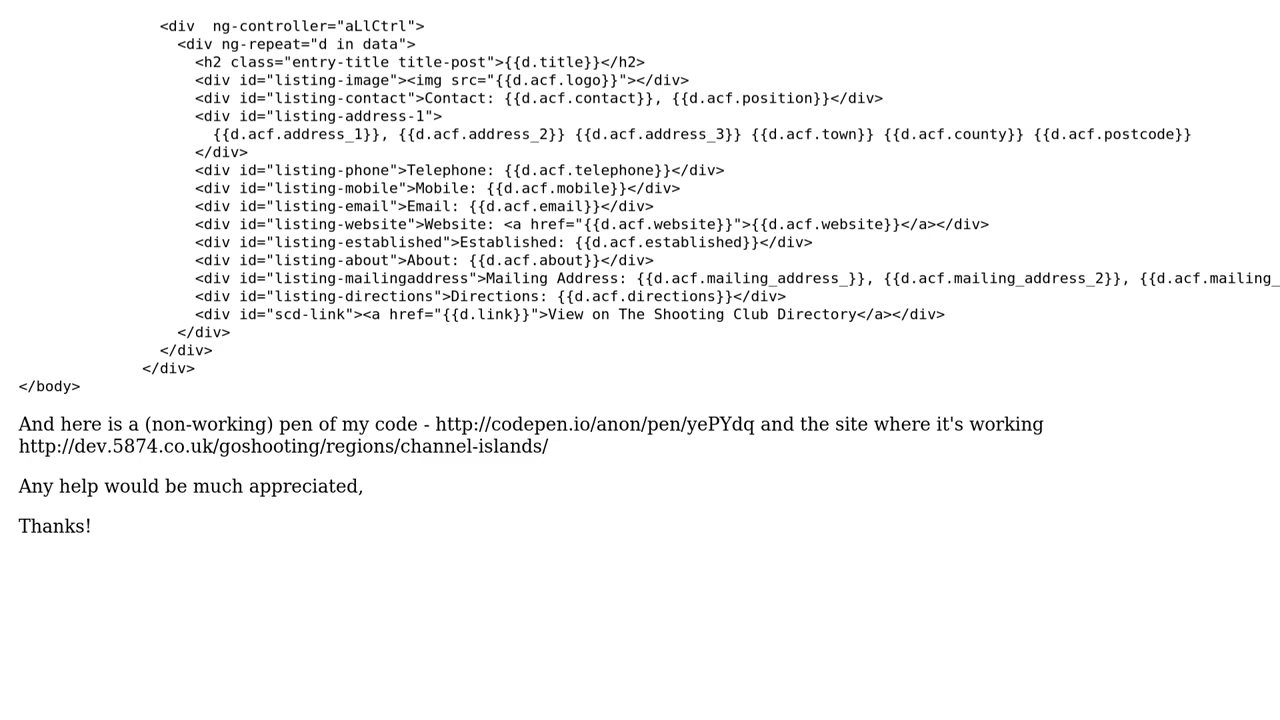 <div  ng-controller="aLlCtrl">
<div ng-repeat="d in data">
<h2 class="entry-title title-post">{{d.title}}</h2>
<div id="listing-image"><img src="{{d.acf.logo}}"></div>
<div id="listing-contact">Contact: {{d.acf.contact}}, {{d.acf.position}}</div>
<div id="listing-address-1">
{{d.acf.address_1}}, {{d.acf.address_2}} {{d.acf.address_3}} {{d.acf.town}} {{d.acf.county}} {{d.acf.postcode}}
</div>
<div id="listing-phone">Telephone: {{d.acf.telephone}}</div>
<div id="listing-mobile">Mobile: {{d.acf.mobile}}</div>
<div id="listing-email">Email: {{d.acf.email}}</div>
<div id="listing-website">Website: <a href="{{d.acf.website}}">{{d.acf.website}}</a></div>
<div id="listing-established">Established: {{d.acf.established}}</div>
<div id="listing-about">About: {{d.acf.about}}</div>
<div id="listing-mailingaddress">Mailing Address: {{d.acf.mailing_address_}}, {{d.acf.mailing_address_2}}, {{d.acf.mailing_
<div id="listing-directions">Directions: {{d.acf.directions}}</div>
<div id="scd-link"><a href="{{d.link}}">View on The Shooting Club Directory</a></div>
</div>
</div>
</div>
</body>
And here is a (non-working) pen of my code - http://codepen.io/anon/pen/yePYdq and the site where it's working
http://dev.5874.co.uk/goshooting/regions/channel-islands/
Any help would be much appreciated,
Thanks!